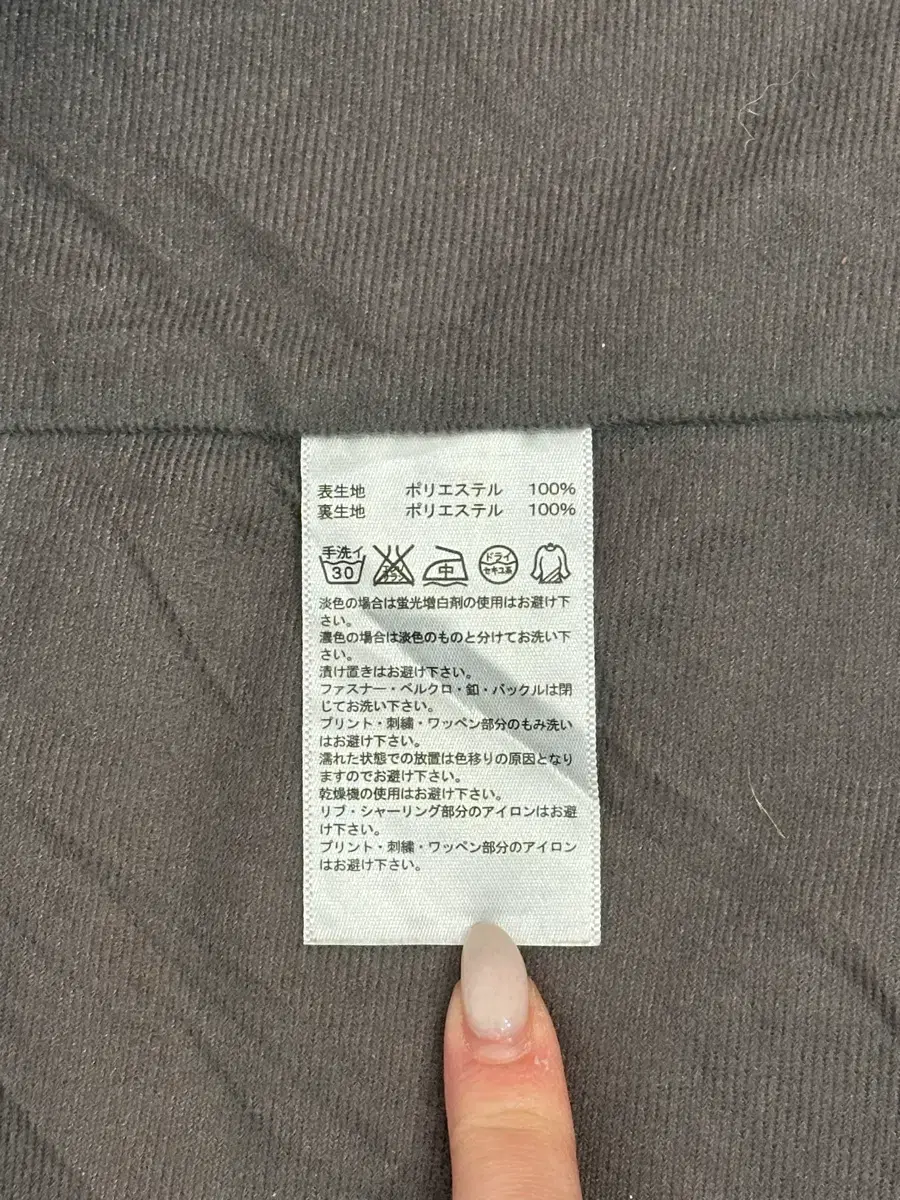 表生地 ポリエステル 100%
裏生地 ポリエステル 100%
手洗イ 30 中 ドライ セキユ系
淡色の場合は蛍光増白剤の使用はお避け下
さい。
濃色の場合は淡色のものと分けてお洗い下
さい。
漬け置きはお避け下さい。
ファスナー・ベルクロ・釦・バックルは閉
じてお洗い下さい。
プリント・刺繍・ワッペン部分のもみ洗い
はお避け下さい。
濡れた状態での放置は色移りの原因となり
ますのでお避け下さい。
乾燥機の使用はお避け下さい。
リブ・シャーリング部分のアイロンはお避
け下さい。
プリント・刺繍・ワッペン部分のアイロン
はお避け下さい。